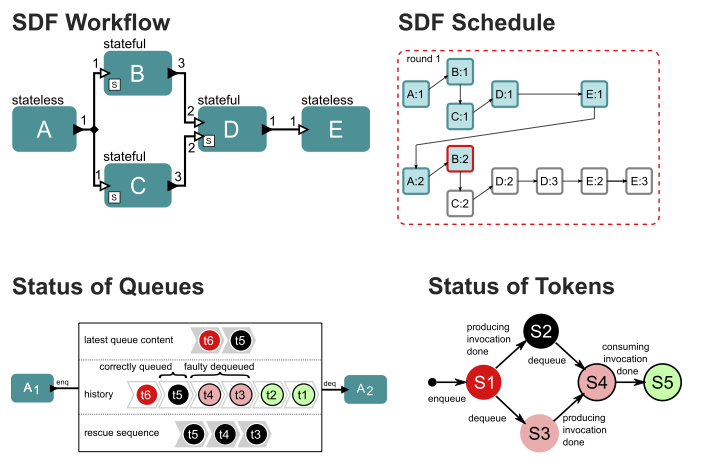 SDF Workflow
stateful
1
B
3
S
stateless
A
1
stateful
2
2
D
S
1
stateless
1
E
stateful
1
C
3
S
SDF Schedule
round 1
A:1
B:1
C:1
D:1
E:1
A:2
B:2
C:2
D:2
D:3
E:2
E:3
Status of Queues
latest queue content
t6
t5
correctly queued
faulty dequeued
A1
enq
history
t6
t5
t4
t3
t2
t1
deq
A2
rescue sequence
t5
t4
t3
Status of Tokens
producing
invocation
done
S2
dequeue
consuming
invocation
done
enqueue
S1
S4
S5
dequeue
S3
producing
invocation
done